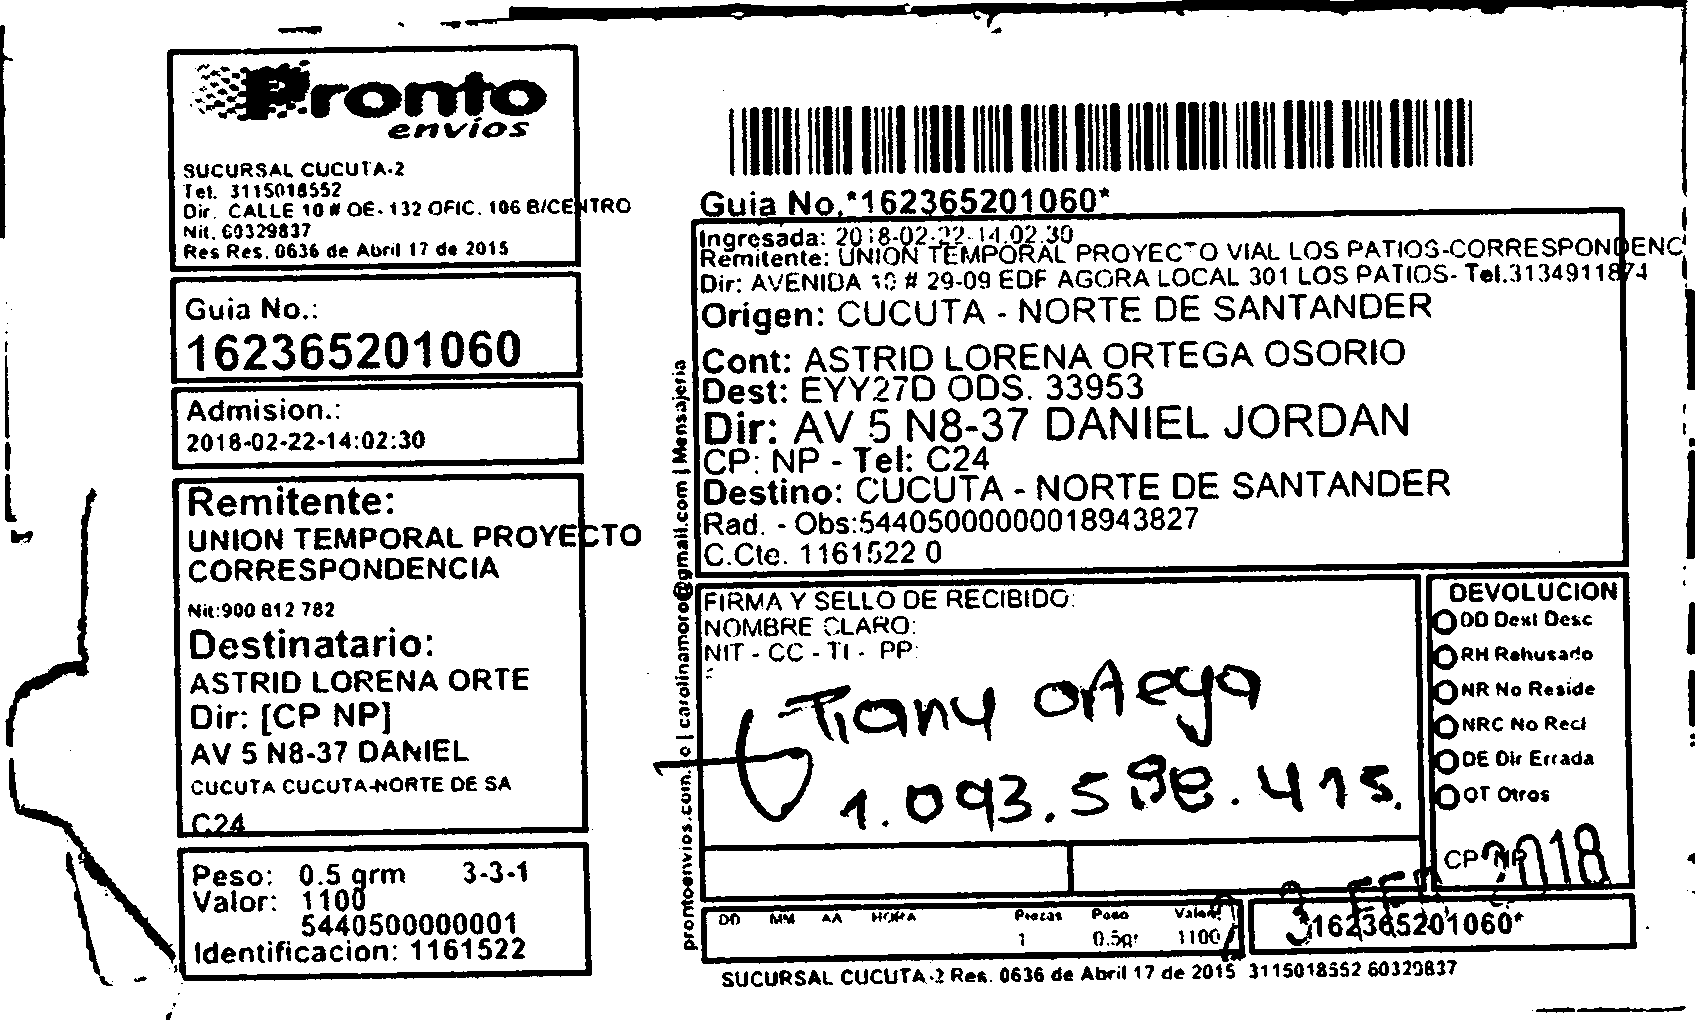 Pronto
envíos
SUCURSAL CUCUTA-2
Tel. 3115018552
Dir. CALLE 10 # OE-132 OFIC. 106 B/CENTRO
Nit. 60329837
Res Res. 0636 de Abril 17 de 2015
Guia No.:
162365201060
Admision.:
2018-02-22-14:02:30
Remitente:
UNION TEMPORAL PROYECTO
CORRESPONDENCIA
Nit:900 812 782
Destinatario:
ASTRID LORENA ORTE
Dir: [CP NP]
AV 5 N8-37 DANIEL
CUCUTA CUCUTA-NORTE DE SA
C24
Peso: 0.5 grm 3-3-1
Valor: 1100
5440500000001
Identificacion: 1161522
prontoenvios.com.co | carolinamoro@gmail.com | Mensajeria
Guia No.*162365201060*
Ingresada: 2018-02-22-14.02.30
Remitente: UNION TEMPORAL PROYECTO VIAL LOS PATIOS-CORRESPONDENC
Dir: AVENIDA 10 # 29-09 EDF AGORA LOCAL 301 LOS PATIOS- Tel.3134911874
Origen: CUCUTA - NORTE DE SANTANDER
Cont: ASTRID LORENA ORTEGA OSORIO
Dest: EYY27D ODS. 33953
Dir: AV 5 N8-37 DANIEL JORDAN
CP: NP - Tel: C24
Destino: CUCUTA - NORTE DE SANTANDER
Rad. - Obs:54405000000018943827
C.Cte. 1161522 0
FIRMA Y SELLO DE RECIBIDO:
NOMBRE CLARO:
NIT - CC - TI - PP:
Tiany Ortega
DEVOLUCION
DD Dest Desc
RH Rehusado
NR No Reside
NRC No Recl
DE Dir Errada
OT Otros
CP NP
2018
DD MM AA HORA Piezas Peso Valor
1 0.5gr 1100
162365201060*
SUCURSAL CUCUTA-2 Res. 0636 de Abril 17 de 2015 3115018552 60329837